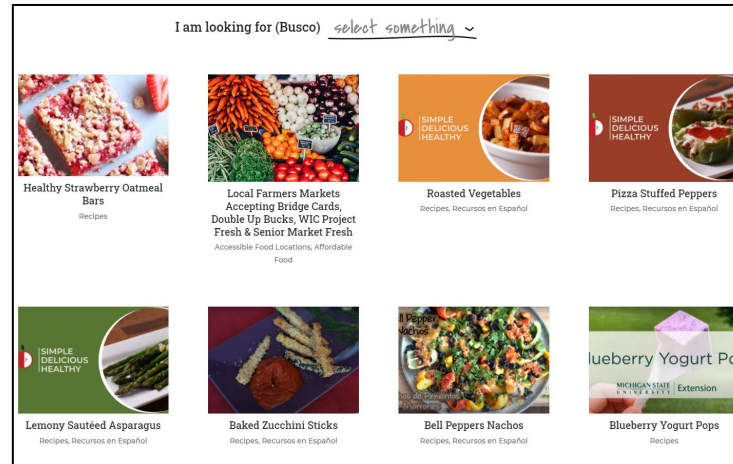 I am looking for (Busco) select something
SIMPLE
DELICIOUS
HEALTHY
SIMPLE
DELICIOUS
HEALTHY
Healthy Strawberry Oatmeal
Bars
Recipes
Local Farmers Markets
Accepting Bridge Cards,
Double Up Bucks, WIC Project
Fresh & Senior Market Fresh
Accessible Food Locations, Affordable
Food
Roasted Vegetables
Recipes, Recursos en Español
Pizza Stuffed Peppers
Recipes, Recursos en Español
SIMPLE
DELICIOUS
HEALTHY
ll Pepper
Nachos
hos de Pimientos
Morrones
lueberry Yogurt Po
MICHIGAN STATE
UNIVERSITY Extension
Lemony Sautéed Asparagus
Recipes, Recursos en Español
Baked Zucchini Sticks
Recipes, Recursos en Español
Bell Peppers Nachos
Recipes, Recursos en Español
Blueberry Yogurt Pops
Recipes